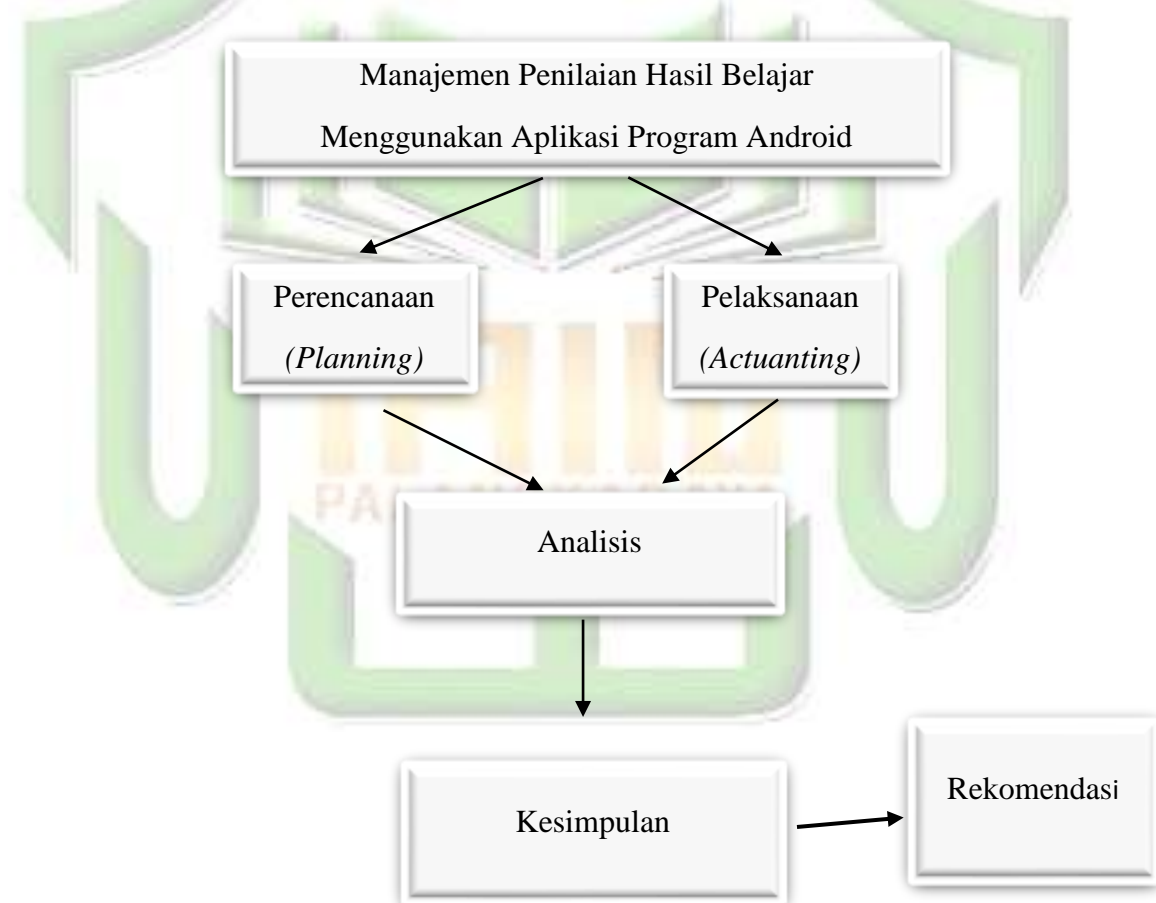 Manajemen Penilaian Hasil Belajar
Menggunakan Aplikasi Program Android
Perencanaan
(Planning)
Pelaksanaan
(Actuanting)
Analisis
Kesimpulan
Rekomendasi